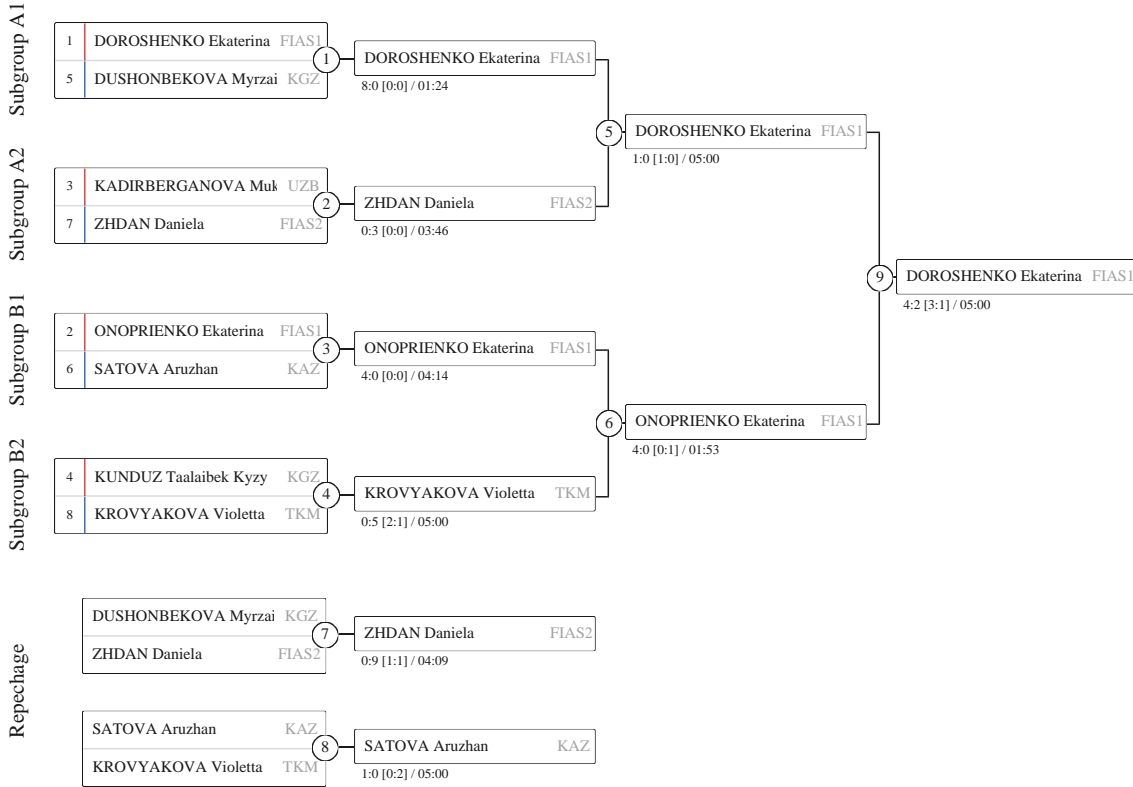 Subgroup A1
1 DOROSHENKO Ekaterina FIAS1
5 DUSHONBEKOVA Myrzai KGZ
1
DOROSHENKO Ekaterina FIAS1
8:0 [0:0] / 01:24
Subgroup A2
3 KADIRBERGANOVA Muk UZB
7 ZHDAN Daniela FIAS2
2
ZHDAN Daniela FIAS2
0:3 [0:0] / 03:46
5
DOROSHENKO Ekaterina FIAS1
1:0 [1:0] / 05:00
Subgroup B1
2 ONOPRIENKO Ekaterina FIAS1
6 SATOVA Aruzhan KAZ
3
ONOPRIENKO Ekaterina FIAS1
4:0 [0:0] / 04:14
Subgroup B2
4 KUNDUZ Taalaibek Kyzy KGZ
8 KROVYAKOVA Violetta TKM
4
KROVYAKOVA Violetta TKM
0:5 [2:1] / 05:00
6
ONOPRIENKO Ekaterina FIAS1
4:0 [0:1] / 01:53
9
DOROSHENKO Ekaterina FIAS1
4:2 [3:1] / 05:00
Repechage
DUSHONBEKOVA Myrzai KGZ
ZHDAN Daniela FIAS2
7
ZHDAN Daniela FIAS2
0:9 [1:1] / 04:09
SATOVA Aruzhan KAZ
KROVYAKOVA Violetta TKM
8
SATOVA Aruzhan KAZ
1:0 [0:2] / 05:00